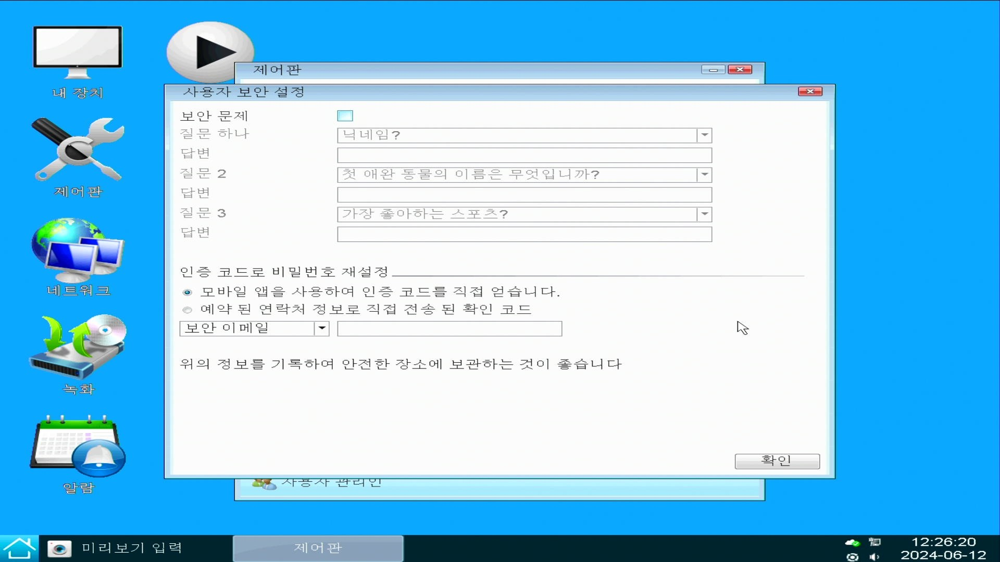 내 장치
제어판
네트워크
녹화
알람
제어판
사용자 보안 설정
보안 문제
질문 하나
닉네임?
답변
질문 2
첫 애완 동물의 이름은 무엇입니까?
답변
질문 3
가장 좋아하는 스포츠?
답변
인증 코드로 비밀번호 재설정
모바일 앱을 사용하여 인증 코드를 직접 얻습니다.
예약 된 연락처 정보로 직접 전송 된 확인 코드
보안 이메일
위의 정보를 기록하여 안전한 장소에 보관하는 것이 좋습니다
확인
사용자 관리인
미리보기 입력
제어판
12:26:20
2024-06-12